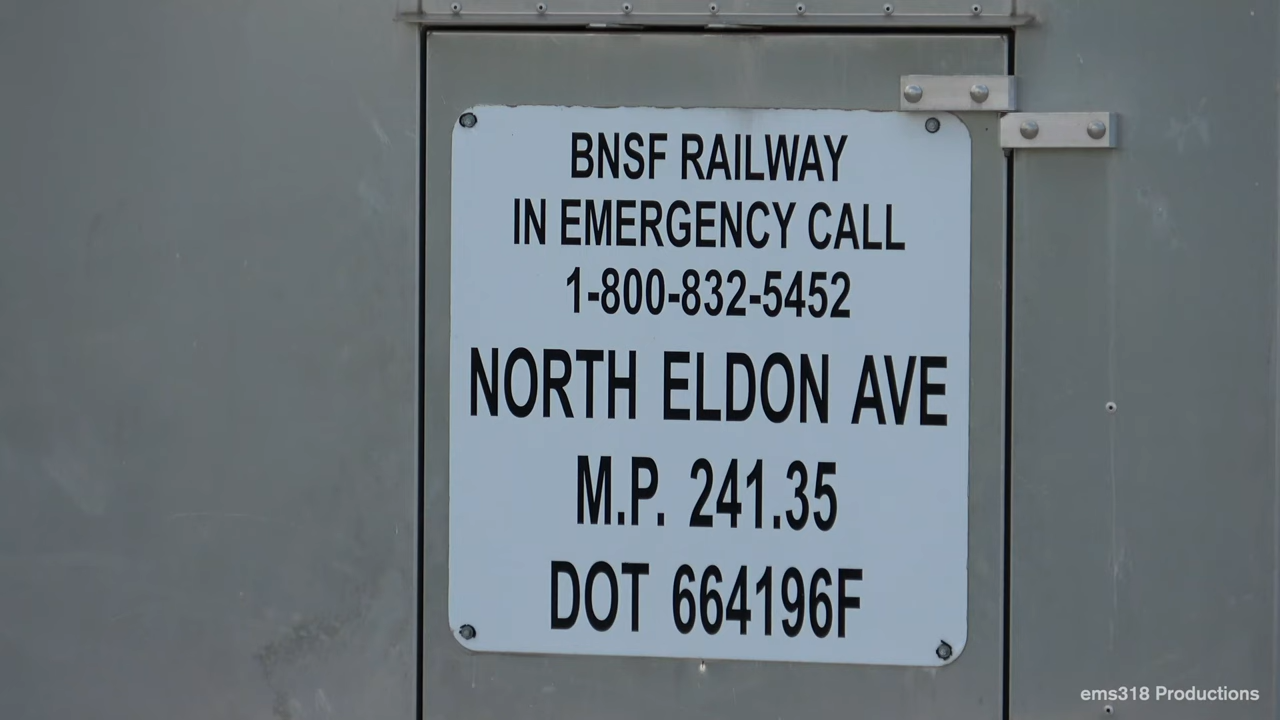 BNSF RAILWAY
IN EMERGENCY CALL
1-800-832-5452
NORTH ELDON AVE
M.P. 241.35
DOT 664196F
ems318 Productions